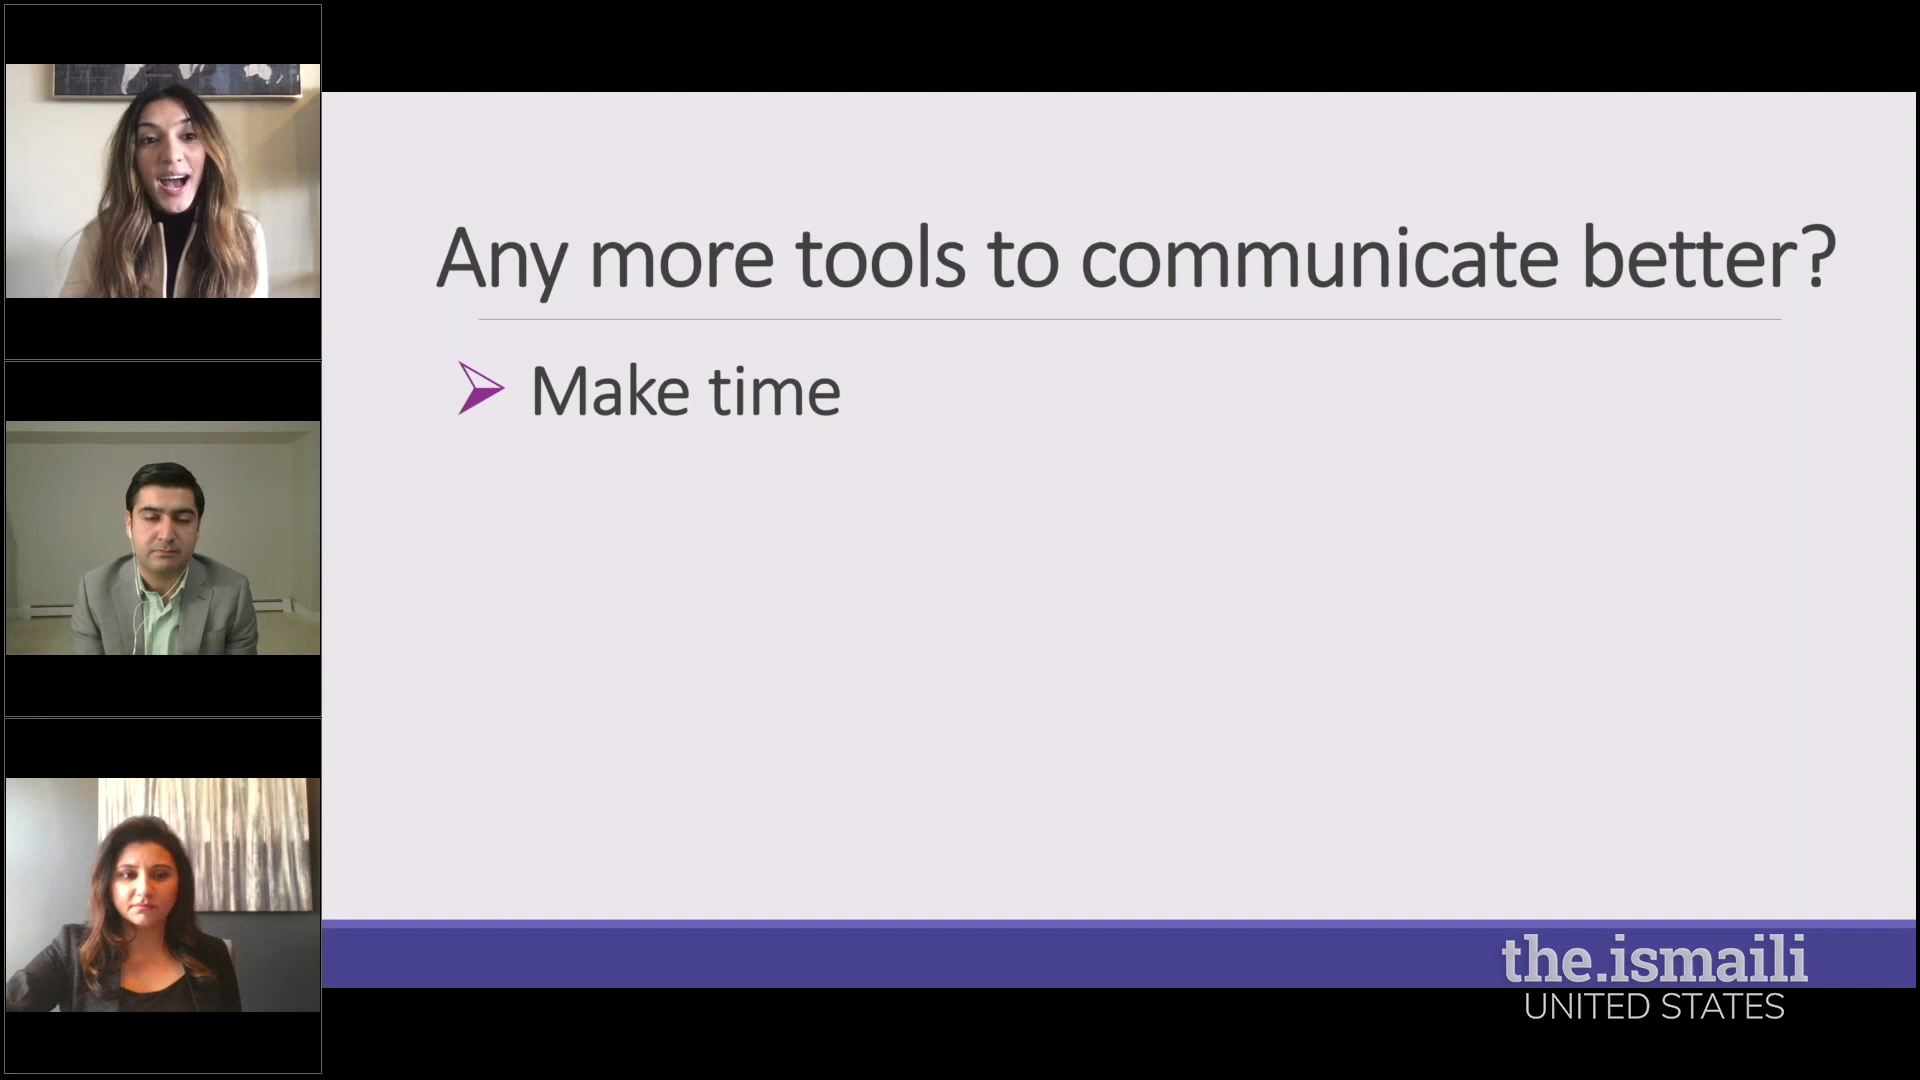 Any more tools to communicate better?
Make time
the.ismaili
UNITED STATES